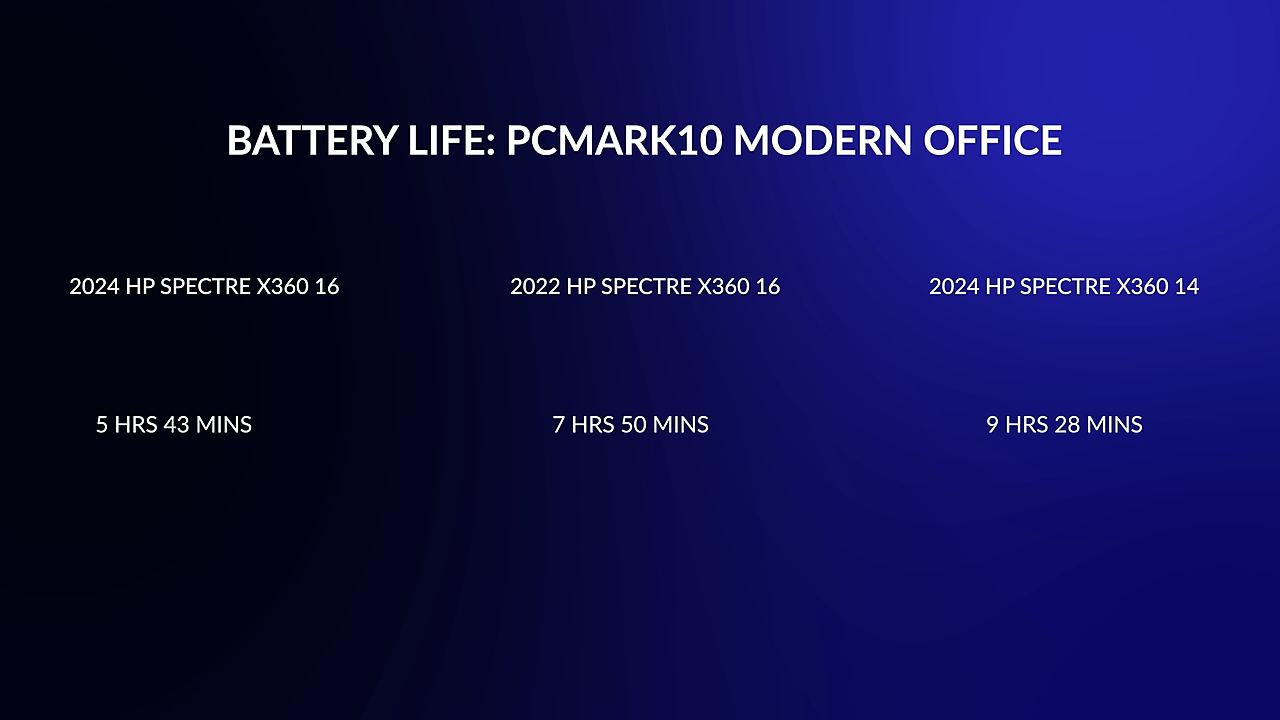 BATTERY LIFE: PCMARK10 MODERN OFFICE
2024 HP SPECTRE X360 16
2022 HP SPECTRE X360 16
2024 HP SPECTRE X360 14
5 HRS 43 MINS
7 HRS 50 MINS
9 HRS 28 MINS